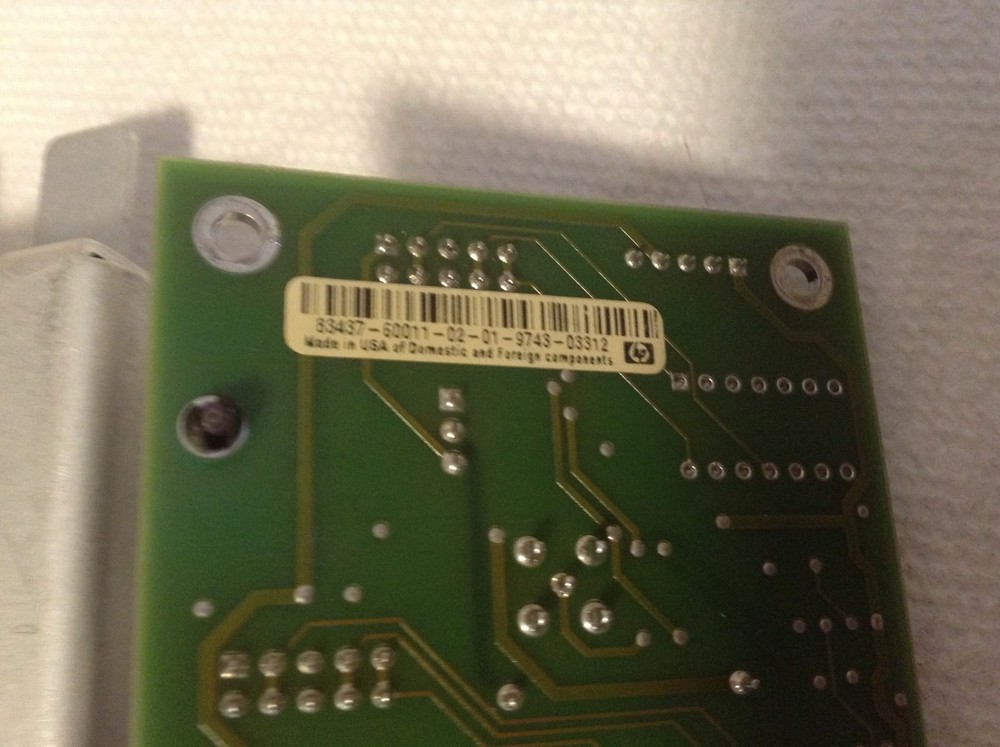 83437-60011-02-01-9743-03312
Made in USA of Domestic and Foreign components
hp